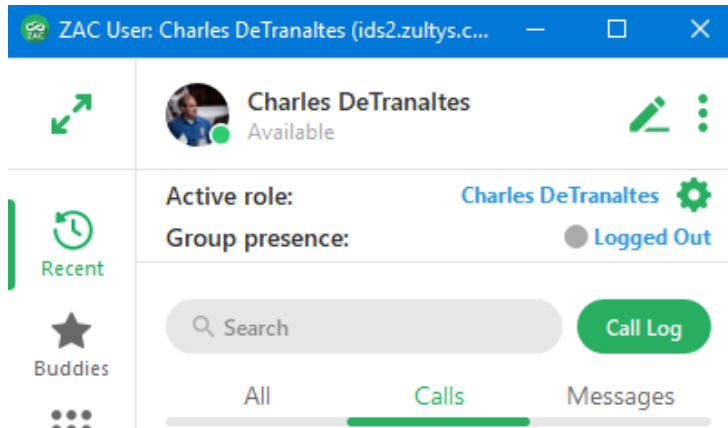 ZAC User: Charles DeTranaltes (ids2.zultys.c...
Charles DeTranaltes
Available
Active role: Charles DeTranaltes
Group presence: Logged Out
Recent
Search
Call Log
Buddies
All Calls Messages